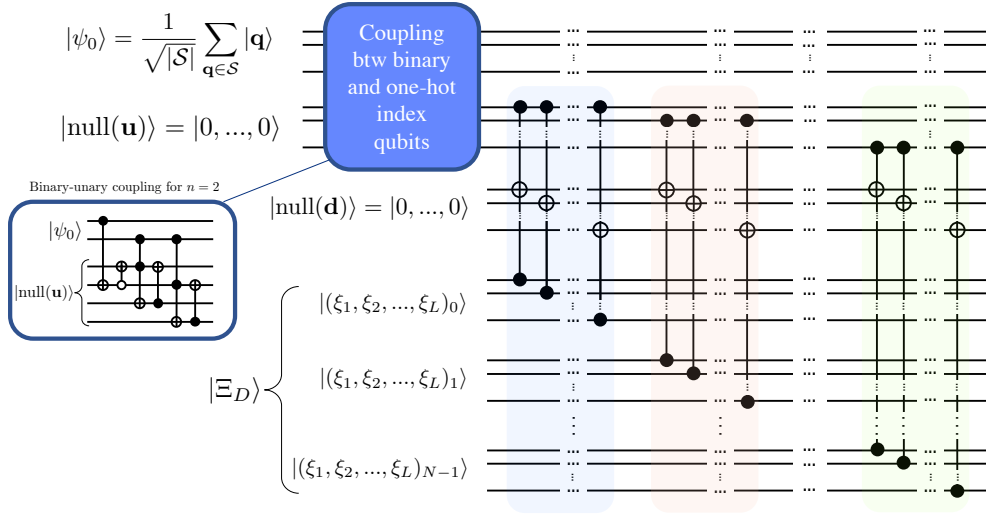 |ψ₀⟩ = 1/√|𝒮| ∑_{𝐪∈𝒮} |𝐪⟩
Coupling
btw binary
and one-hot
index
qubits
|null(𝐮)⟩ = |0, ..., 0⟩
Binary-unary coupling for n = 2
|ψ₀⟩
|null(𝐮)⟩
|null(𝐝)⟩ = |0, ..., 0⟩
|(ξ₁, ξ₂, ..., ξ_L)₀⟩
|(ξ₁, ξ₂, ..., ξ_L)₁⟩
|Ξ_D⟩
|(ξ₁, ξ₂, ..., ξ_L)_{N−1}⟩